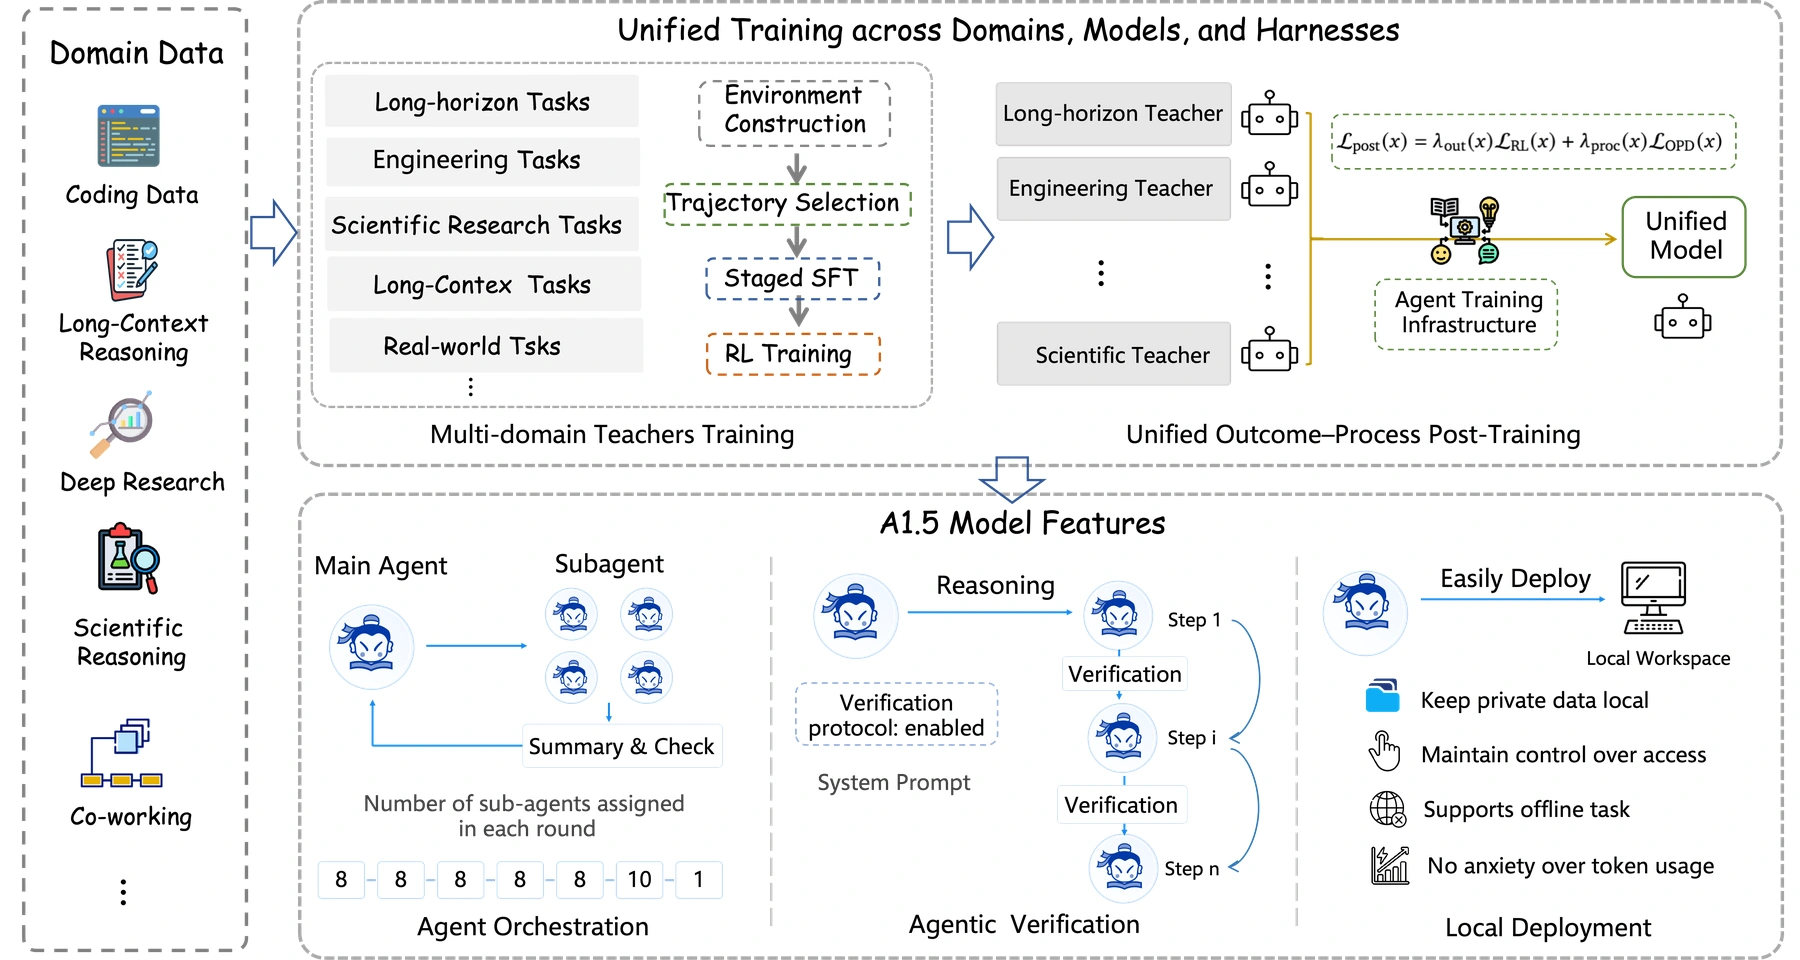 Domain Data
Coding Data
Long-Context
Reasoning
Deep Research
Scientific
Reasoning
Co-working
⋮
Unified Training across Domains, Models, and Harnesses
Long-horizon Tasks
Engineering Tasks
Scientific Research Tasks
Long-Contex Tasks
Real-world Tsks
⋮
Environment
Construction
Trajectory Selection
Staged SFT
RL Training
Multi-domain Teachers Training
Long-horizon Teacher
Engineering Teacher
⋮ ⋮
Scientific Teacher
ℒpost(x) = λout(x)ℒRL(x) + λproc(x)ℒOPD(x)
Agent Training
Infrastructure
Unified
Model
Unified Outcome–Process Post-Training
A1.5 Model Features
Main Agent
Subagent
Summary & Check
Number of sub-agents assigned
in each round
8 - 8 - 8 - 8 - 8 - 10 - 1
Agent Orchestration
Reasoning
Step 1
Verification
Verification
protocol: enabled
System Prompt
Step i
Verification
Step n
Agentic Verification
Easily Deploy
Local Workspace
Keep private data local
Maintain control over access
Supports offline task
No anxiety over token usage
Local Deployment